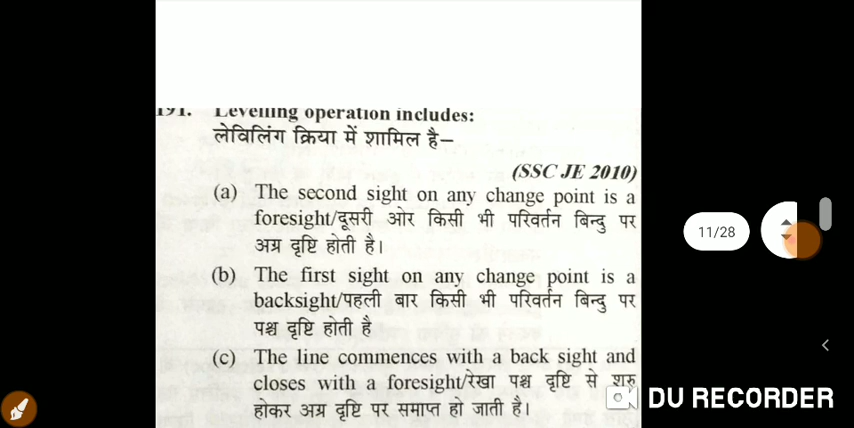 191. Levelling operation includes:
लेविलिंग क्रिया में शामिल है–
(SSC JE 2010)
(a) The second sight on any change point is a
foresight/दूसरी ओर किसी भी परिवर्तन बिन्दु पर
अग्र दृष्टि होती है।
(b) The first sight on any change point is a
backsight/पहली बार किसी भी परिवर्तन बिन्दु पर
पश्च दृष्टि होती है
(c) The line commences with a back sight and
closes with a foresight/रेखा पश्च दृष्टि से शुरु
होकर अग्र दृष्टि पर समाप्त हो जाती है।
11/28
DU RECORDER